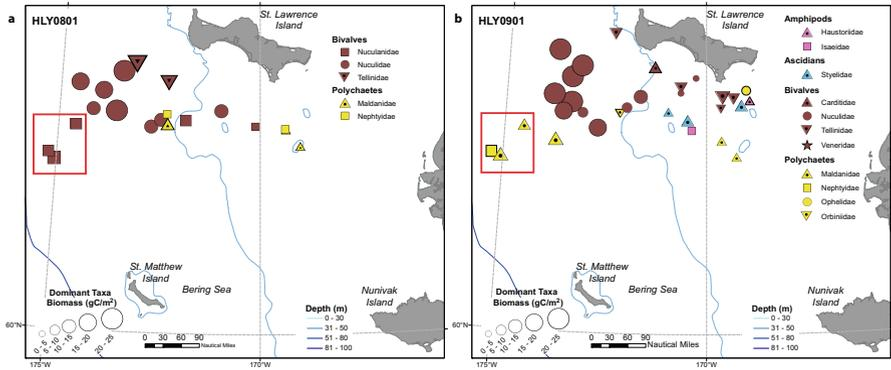 a
HLY0801
St. Lawrence
Island
Bivalves
Nuculanidae
Nuculidae
Tellinidae
Polychaetes
Maldanidae
Nephtyidae
St. Matthew
Island
Bering Sea
Nunivak
Island
Dominant Taxa
Biomass (gC/m²)
0 - 5
5 - 10
10 - 15
15 - 20
20 - 25
0 30 60 90
Nautical Miles
Depth (m)
0 - 30
31 - 50
51 - 80
81 - 100
60°N
175°W
170°W
b
HLY0901
St. Lawrence
Island
Amphipods
Haustoriidae
Isaeidae
Ascidians
Styelidae
Bivalves
Carditidae
Nuculidae
Tellinidae
Veneridae
Polychaetes
Maldanidae
Nephtyidae
Ophelidae
Orbiniidae
St. Matthew
Island
Bering Sea
Nunivak
Island
Dominant Taxa
Biomass (gC/m²)
0 - 5
5 - 10
10 - 15
15 - 20
20 - 25
0 30 60 90
Nautical Miles
Depth (m)
0 - 30
31 - 50
51 - 80
81 - 100
60°N
175°W
170°W